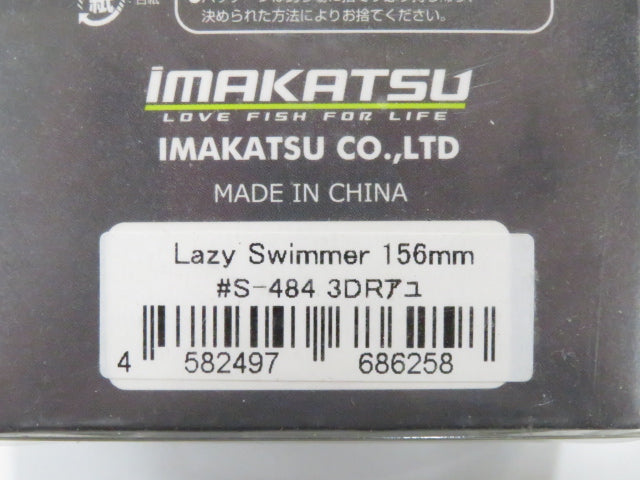 台紙
決められた方法によりお捨てください。
imakatsu
LOVE FISH FOR LIFE
IMAKATSU CO.,LTD
MADE IN CHINA
Lazy Swimmer 156mm
#S-484 3DRアユ
4 582497 686258